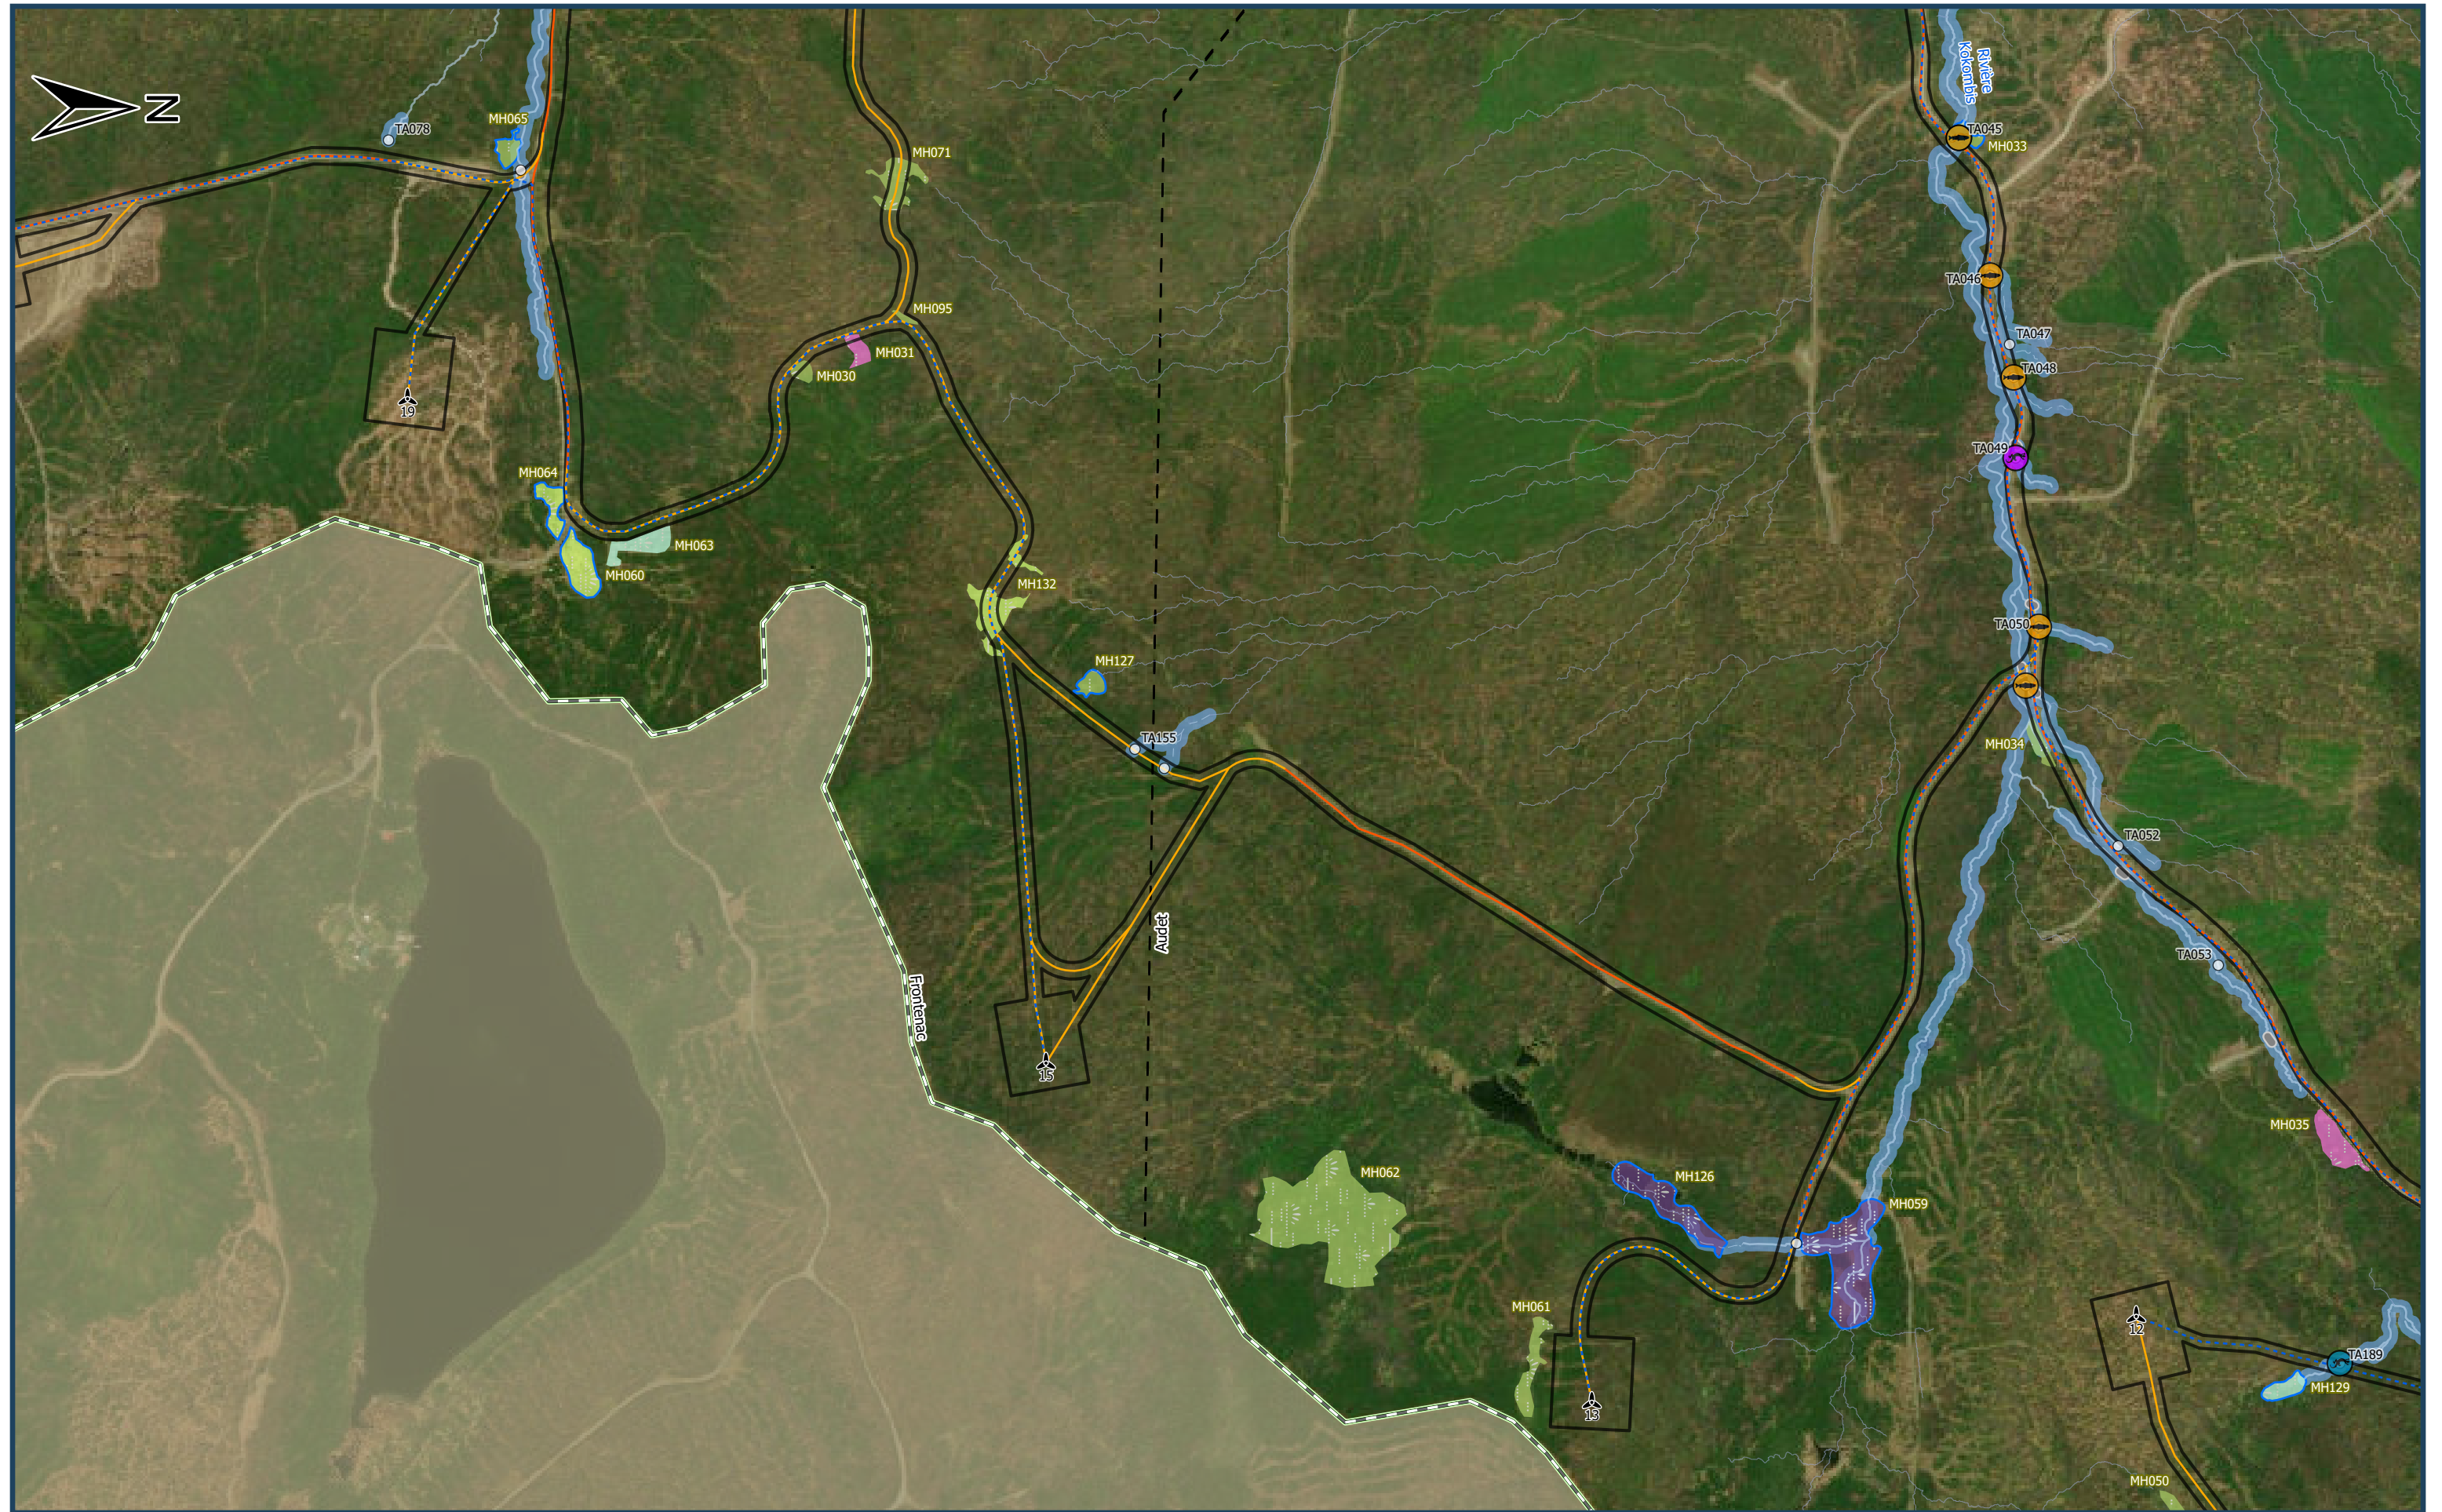 Rivière
Kokombis
N
MH065
TA078
TA045
MH033
MH071
TA046
MH095
TA047
MH031
TA048
MH030
19
TA049
MH064
MH063
MH060
MH132
TA050
MH127
TA155
MH034
TA052
Audet
TA053
Frontenac
15
MH035
MH062
MH126
MH059
MH061
12
TA189
MH129
13
MH050